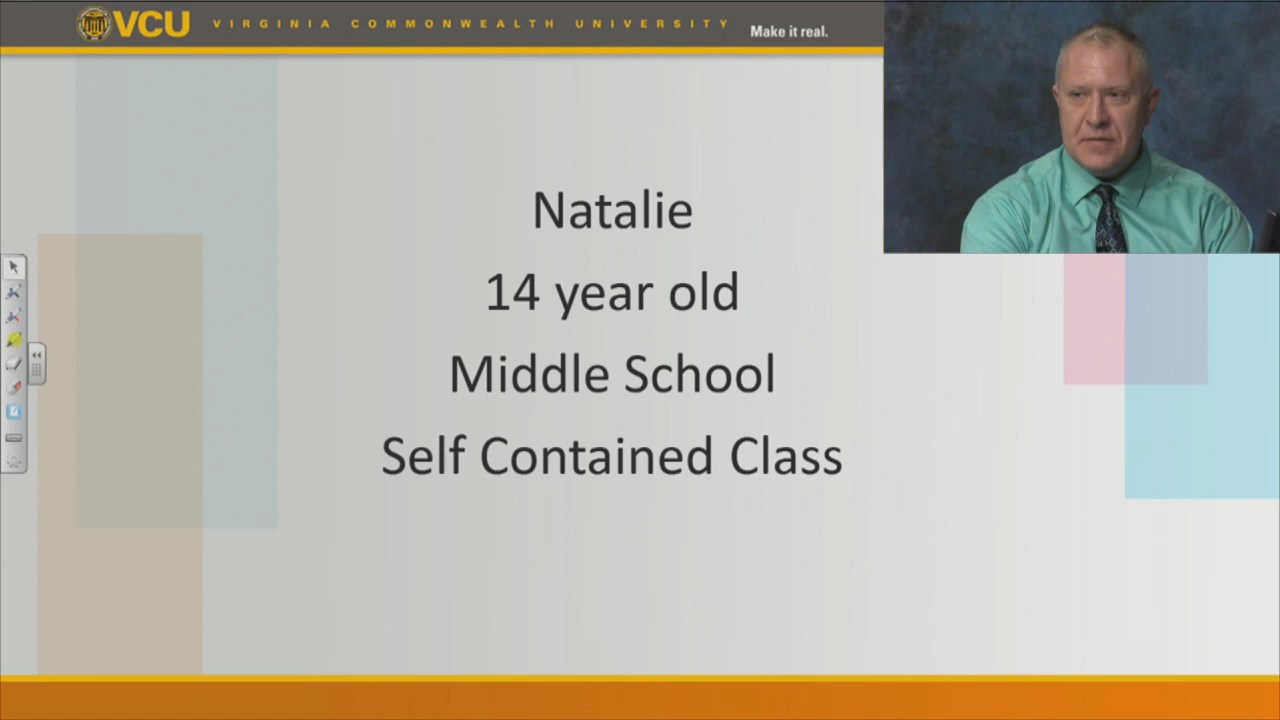 VCU VIRGINIA COMMONWEALTH UNIVERSITY Make it real.
Natalie
14 year old
Middle School
Self Contained Class